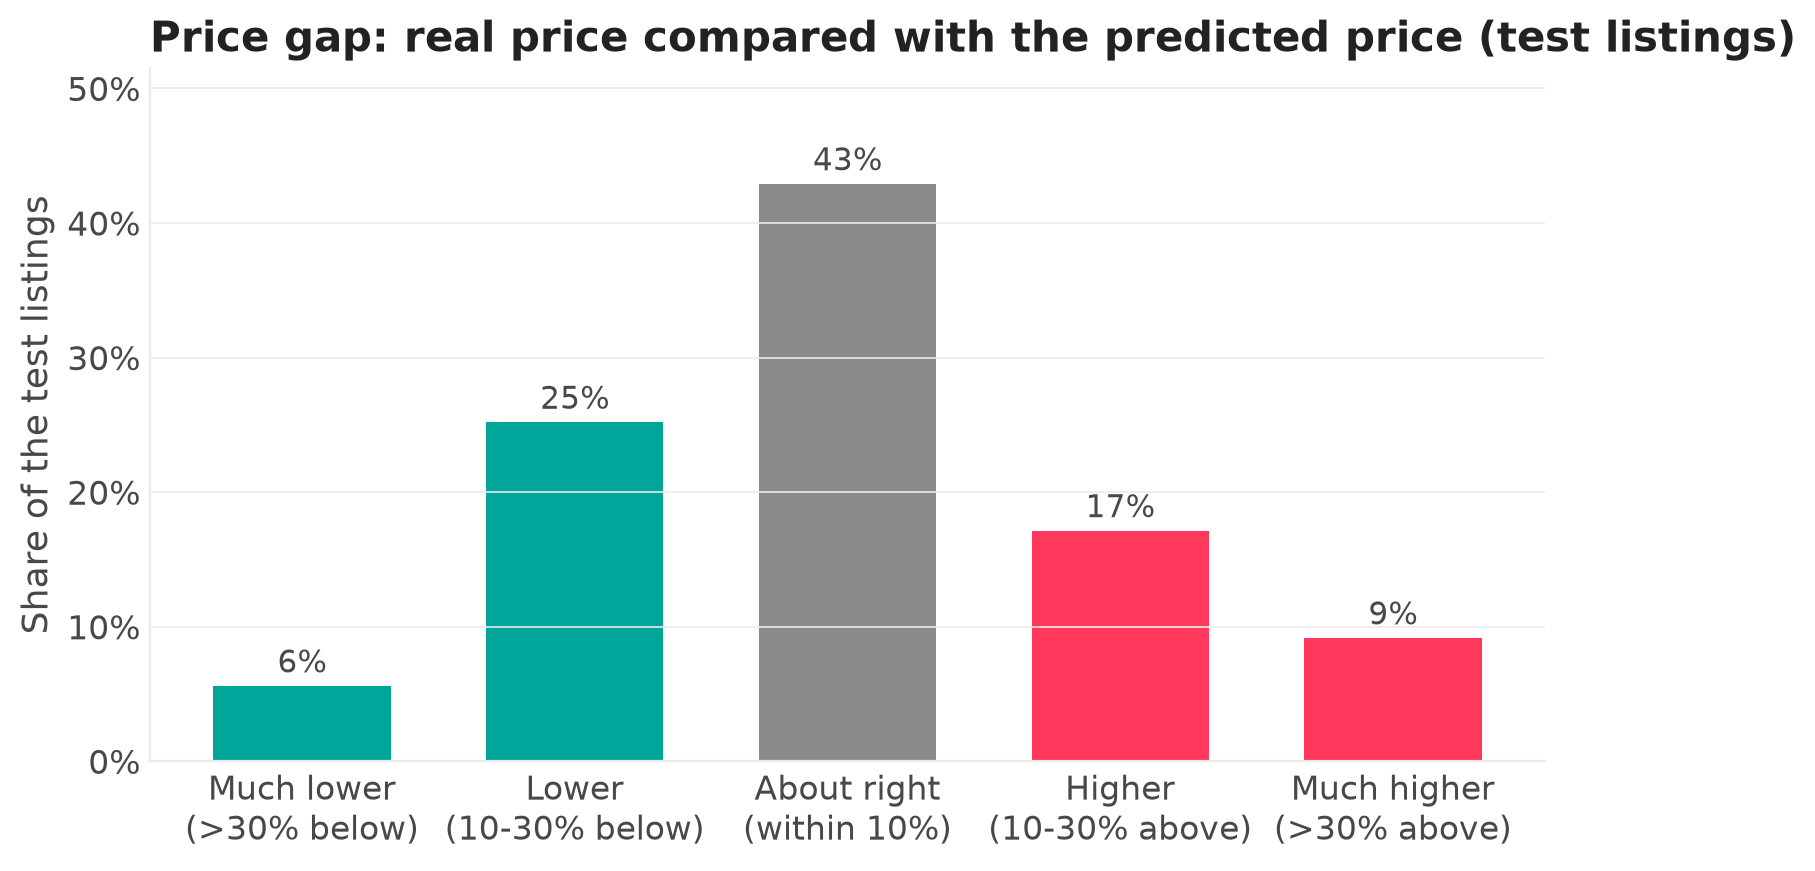 Price gap: real price compared with the predicted price (test listings)
Share of the test listings
50%
40%
30%
20%
10%
0%
6%
25%
43%
17%
9%
Much lower
(>30% below)
Lower
(10-30% below)
About right
(within 10%)
Higher
(10-30% above)
Much higher
(>30% above)